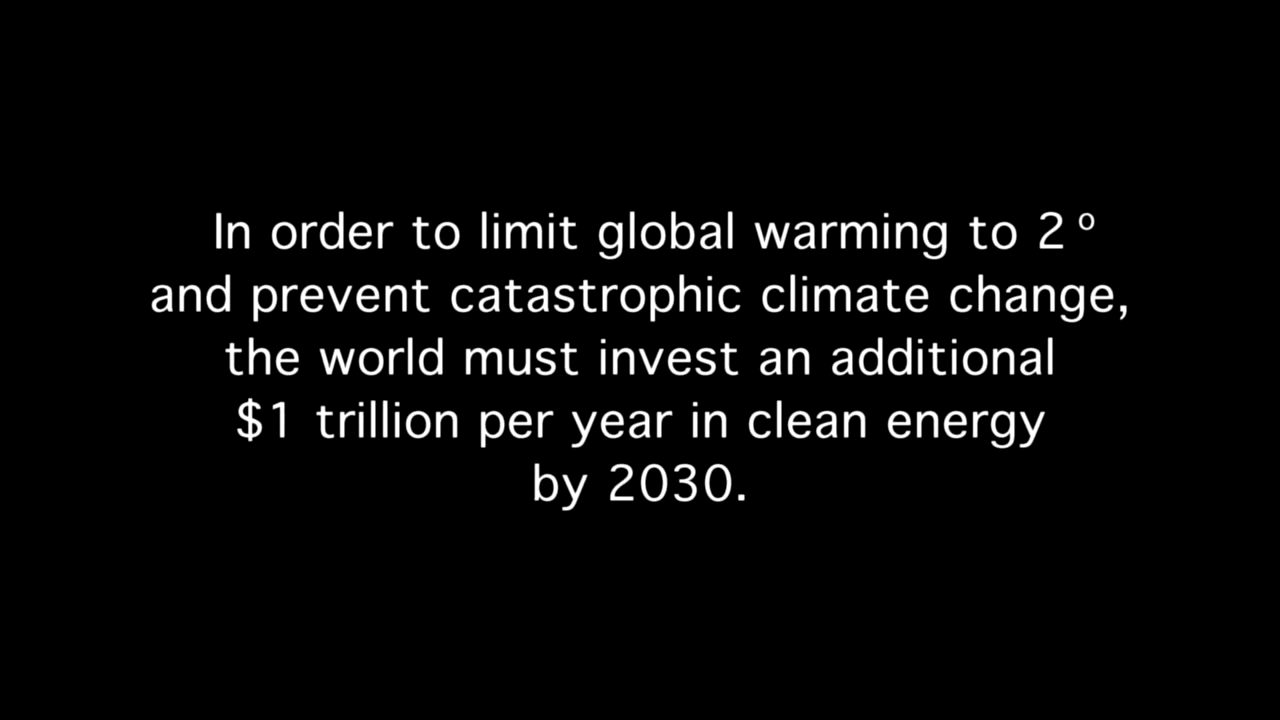 In order to limit global warming to 2 º
and prevent catastrophic climate change,
the world must invest an additional
$1 trillion per year in clean energy
by 2030.